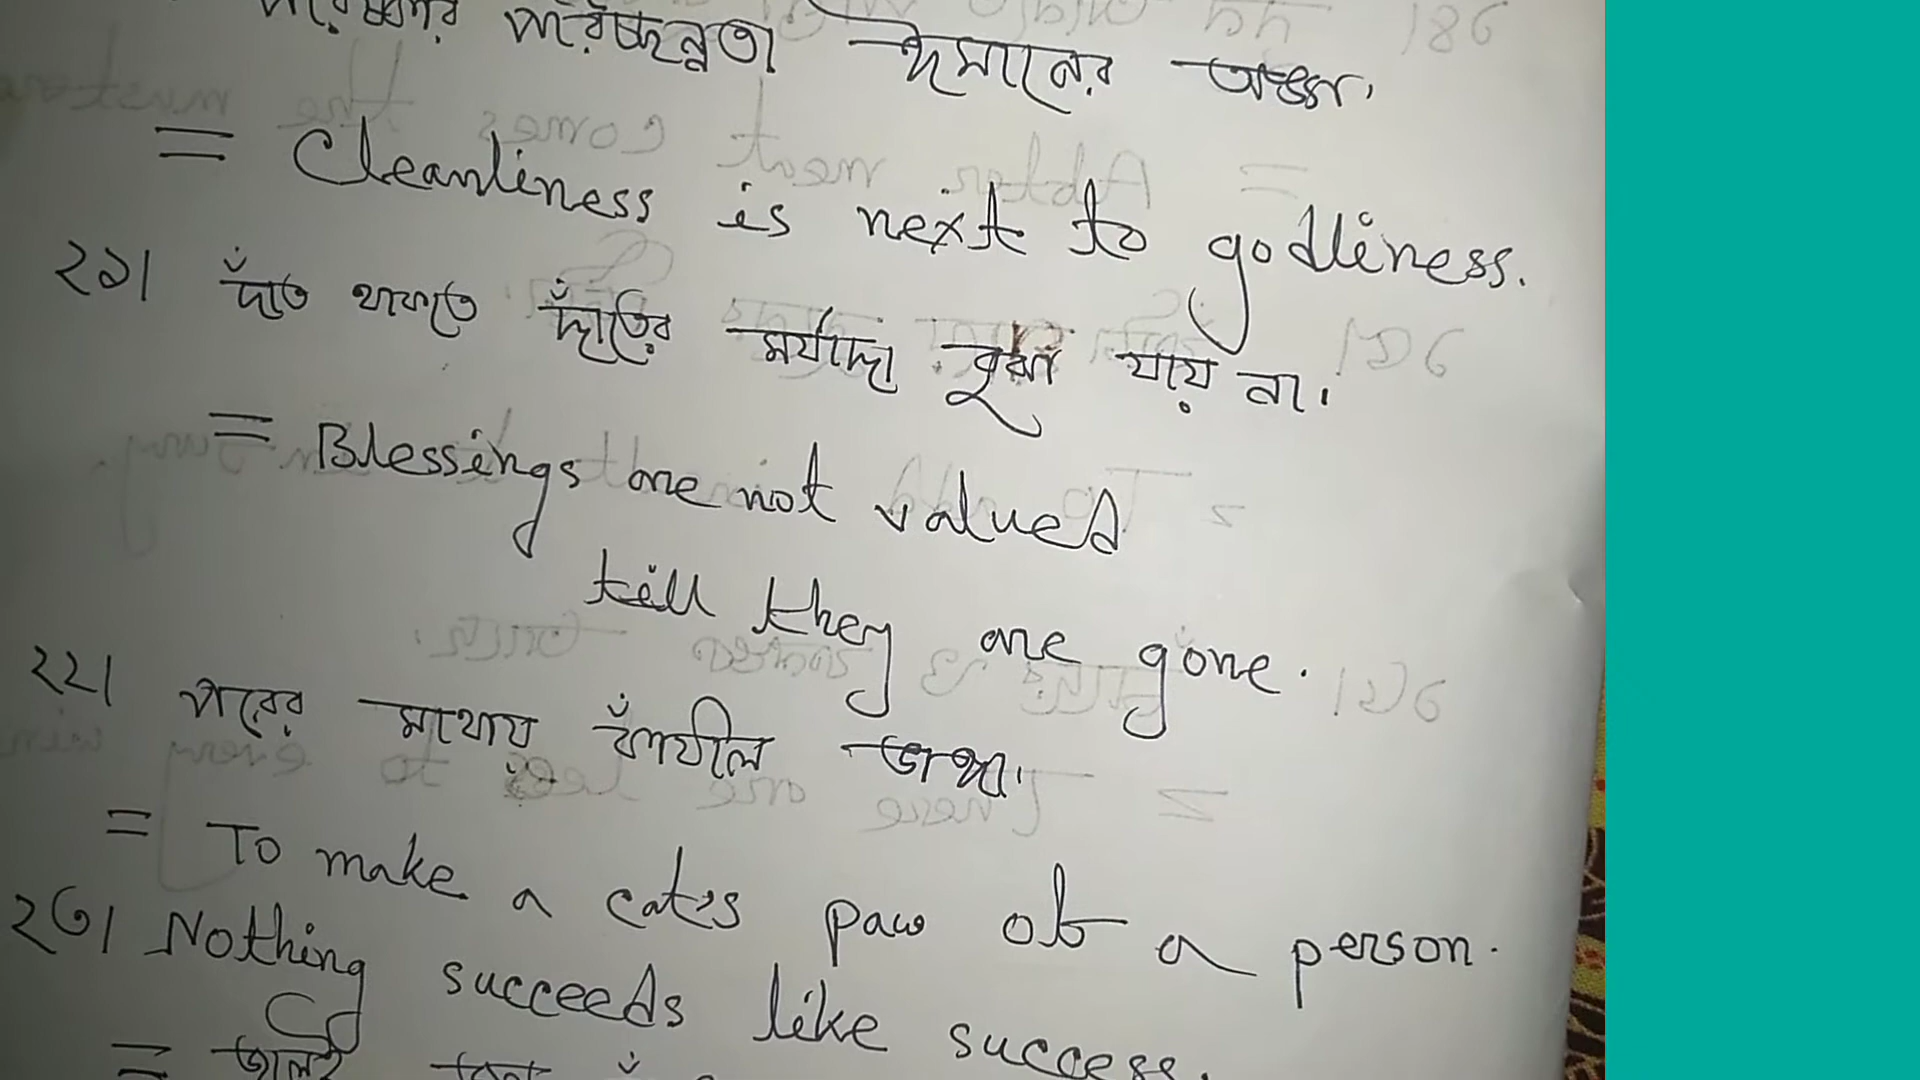 পরিষ্কার পরিচ্ছন্নতা ঈমানের অঙ্গ।
= Cleanliness is next to godliness.
২১। দাঁত থাকতে দাঁতের মর্যাদা বুঝা যায় না।
= Blessings are not valued
till they are gone.
২২। পরের মাথায় কাঁঠাল ভাঙ্গা।
= To make a cat's paw of a person.
২৩। Nothing succeeds like success.